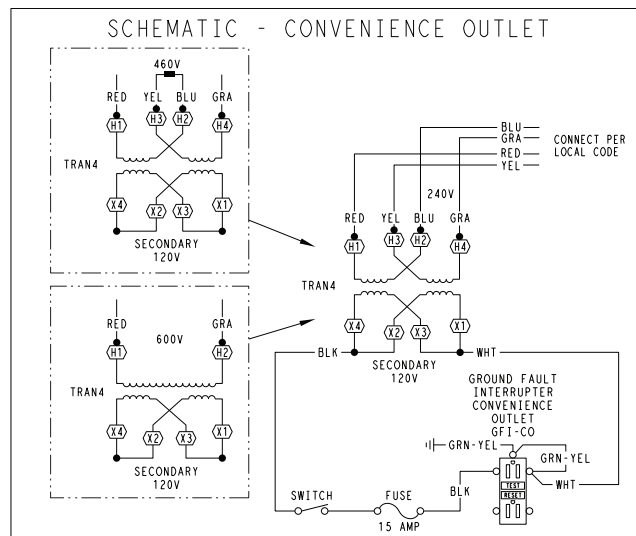 SCHEMATIC - CONVENIENCE OUTLET
460V
RED YEL BLU GRA
H1 H3 H2 H4
TRAN4
X4 X2 X3 X1
SECONDARY
120V
RED GRA
600V
H1 H2
TRAN4
X4 X2 X3 X1
SECONDARY
120V
BLU
GRA
RED
YEL
CONNECT PER
LOCAL CODE
240V
RED YEL BLU GRA
H1 H3 H2 H4
TRAN4
X4 X2 X3 X1
BLK WHT
SECONDARY
120V
GROUND FAULT
INTERRUPTER
CONVENIENCE
OUTLET
GFI-CO
GRN-YEL
GRN-YEL
WHT
BLK
TEST
RESET
SWITCH FUSE
15 AMP